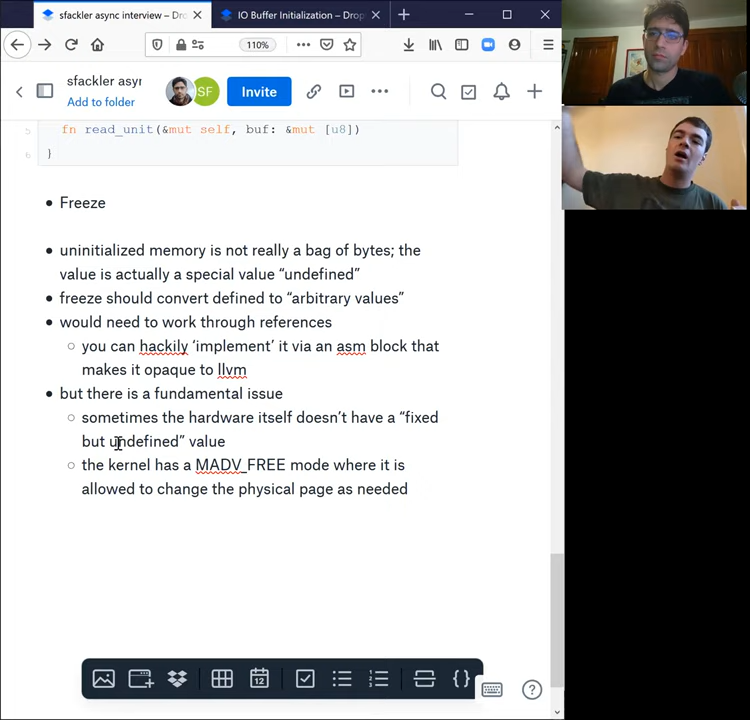 sfackler async interview – Dro
IO Buffer Initialization – Drop
110%
sfackler asyn
Add to folder
SF
Invite
5 fn read_unit(&mut self, buf: &mut [u8])
6 }
• Freeze
• uninitialized memory is not really a bag of bytes; the
value is actually a special value “undefined”
• freeze should convert defined to “arbitrary values”
• would need to work through references
○ you can hackily ‘implement’ it via an asm block that
makes it opaque to llvm
• but there is a fundamental issue
○ sometimes the hardware itself doesn’t have a “fixed
but undefined” value
○ the kernel has a MADV_FREE mode where it is
allowed to change the physical page as needed